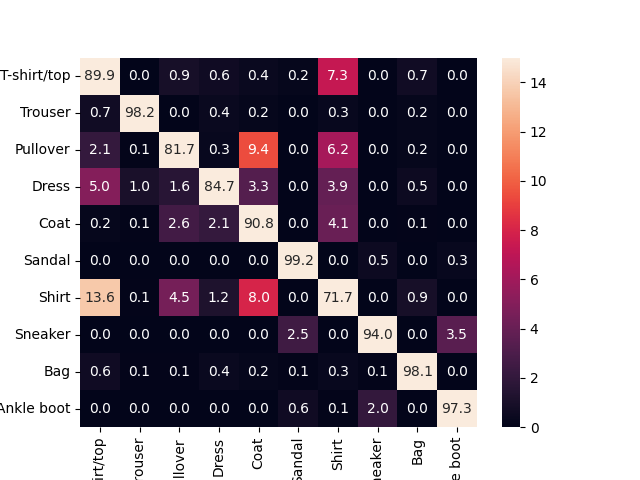 T-shirt/top 89.9 0.0 0.9 0.6 0.4 0.2 7.3 0.0 0.7 0.0
Trouser 0.7 98.2 0.0 0.4 0.2 0.0 0.3 0.0 0.2 0.0
Pullover 2.1 0.1 81.7 0.3 9.4 0.0 6.2 0.0 0.2 0.0
Dress 5.0 1.0 1.6 84.7 3.3 0.0 3.9 0.0 0.5 0.0
Coat 0.2 0.1 2.6 2.1 90.8 0.0 4.1 0.0 0.1 0.0
Sandal 0.0 0.0 0.0 0.0 0.0 99.2 0.0 0.5 0.0 0.3
Shirt 13.6 0.1 4.5 1.2 8.0 0.0 71.7 0.0 0.9 0.0
Sneaker 0.0 0.0 0.0 0.0 0.0 2.5 0.0 94.0 0.0 3.5
Bag 0.6 0.1 0.1 0.4 0.2 0.1 0.3 0.1 98.1 0.0
Ankle boot 0.0 0.0 0.0 0.0 0.0 0.6 0.1 2.0 0.0 97.3
irt/top
rouser
llover
Dress
Coat
Sandal
Shirt
eaker
Bag
e boot
14
12
10
8
6
4
2
0